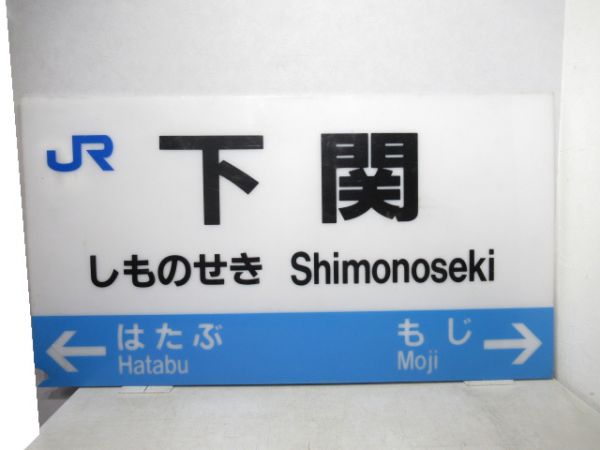 JR 下関
しものせき Shimonoseki
← はたぶ もじ →
Hatabu Moji